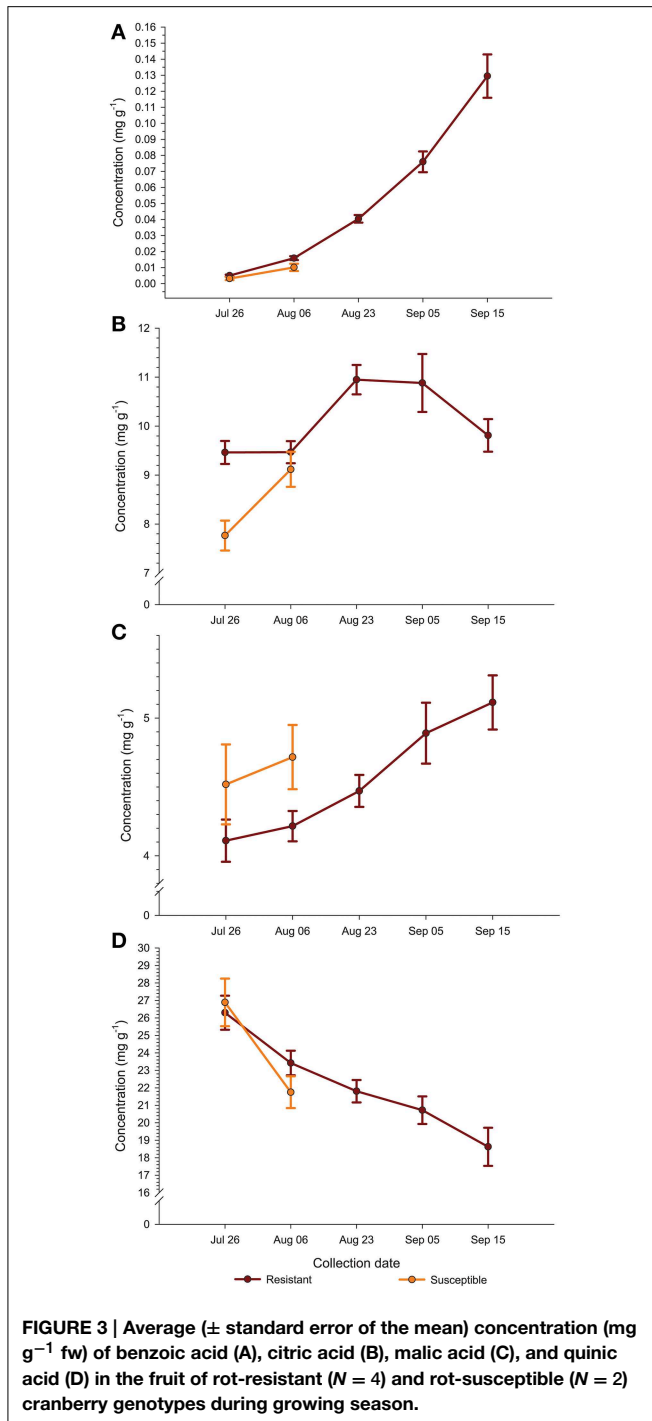 A
Concentration (mg g⁻¹)
0.16
0.15
0.14
0.13
0.12
0.11
0.10
0.09
0.08
0.07
0.06
0.05
0.04
0.03
0.02
0.01
0.00
Jul 26 Aug 06 Aug 23 Sep 05 Sep 15
B
Concentration (mg g⁻¹)
12
11
10
9
8
7
0
Jul 26 Aug 06 Aug 23 Sep 05 Sep 15
C
Concentration (mg g⁻¹)
5
4
0
Jul 26 Aug 06 Aug 23 Sep 05 Sep 15
D
Concentration (mg g⁻¹)
30
29
28
27
26
25
24
23
22
21
20
19
18
17
16
0
Jul 26 Aug 06 Aug 23 Sep 05 Sep 15
Collection date
Resistant Susceptible
FIGURE 3 | Average (± standard error of the mean) concentration (mg
g⁻¹ fw) of benzoic acid (A), citric acid (B), malic acid (C), and quinic
acid (D) in the fruit of rot-resistant (N = 4) and rot-susceptible (N = 2)
cranberry genotypes during growing season.